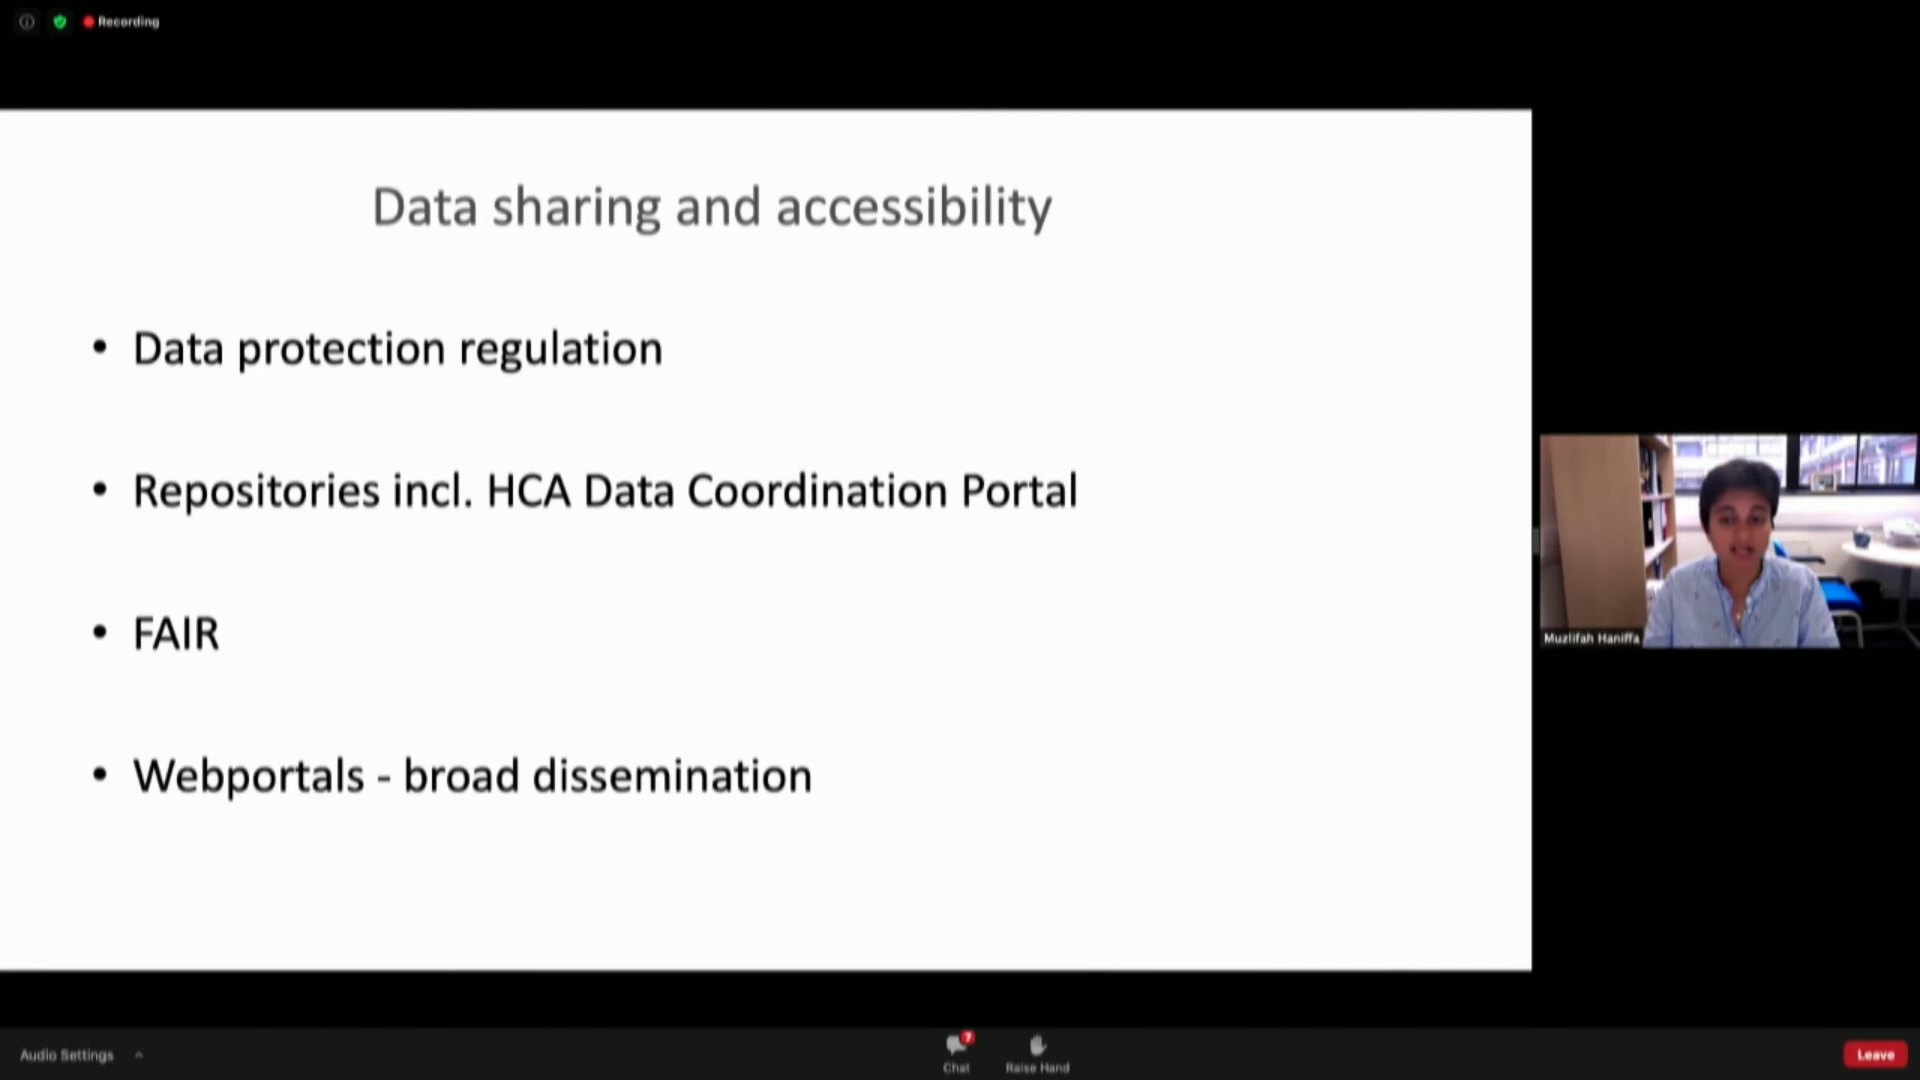 Recording
Data sharing and accessibility
• Data protection regulation
• Repositories incl. HCA Data Coordination Portal
• FAIR
• Webportals - broad dissemination
Muzlifah Haniffa
Audio Settings
7
Chat
Raise Hand
Leave